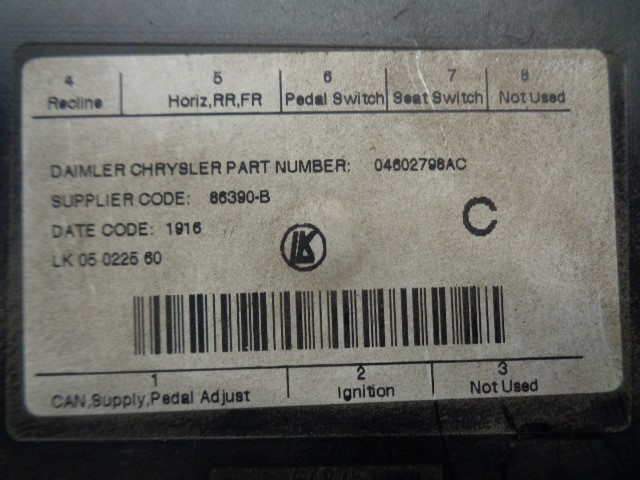 4 5 6 7 8
Recline Horiz,RR,FR Pedal Switch Seat Switch Not Used
DAIMLER CHRYSLER PART NUMBER: 04602798AC
SUPPLIER CODE: 86390-B
DATE CODE: 1916
LK 05 0225 60
LK
C
1 2 3
CAN,Supply,Pedal Adjust Ignition Not Used